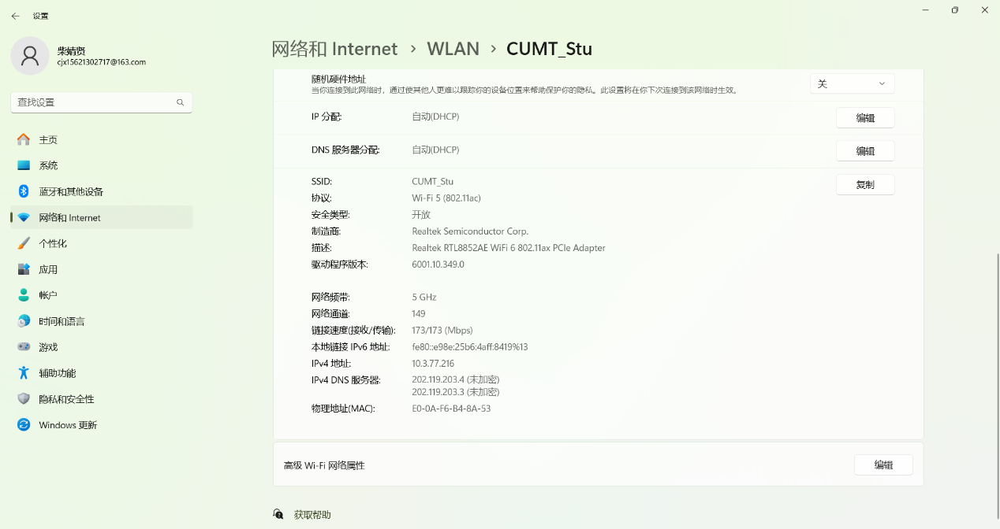 设置
柴婧贤
cjx15621302717@163.com
查找设置
主页
系统
蓝牙和其他设备
网络和 Internet
个性化
应用
帐户
时间和语言
游戏
辅助功能
隐私和安全性
Windows 更新
网络和 Internet › WLAN › CUMT_Stu
随机硬件地址
当你连接到此网络时，通过使其他人更难以跟踪你的设备位置来帮助保护你的隐私。此设置将在你下次连接到该网络时生效。
关
IP 分配: 自动(DHCP) 编辑
DNS 服务器分配: 自动(DHCP) 编辑
SSID: CUMT_Stu 复制
协议: Wi-Fi 5 (802.11ac)
安全类型: 开放
制造商: Realtek Semiconductor Corp.
描述: Realtek RTL8852AE WiFi 6 802.11ax PCIe Adapter
驱动程序版本: 6001.10.349.0
网络频带: 5 GHz
网络通道: 149
链接速度(接收/传输): 173/173 (Mbps)
本地链接 IPv6 地址: fe80::e98e:25b6:4aff:8419%13
IPv4 地址: 10.3.77.216
IPv4 DNS 服务器: 202.119.203.4 (未加密)
202.119.203.3 (未加密)
物理地址(MAC): E0-0A-F6-B4-8A-53
高级 Wi-Fi 网络属性 编辑
获取帮助